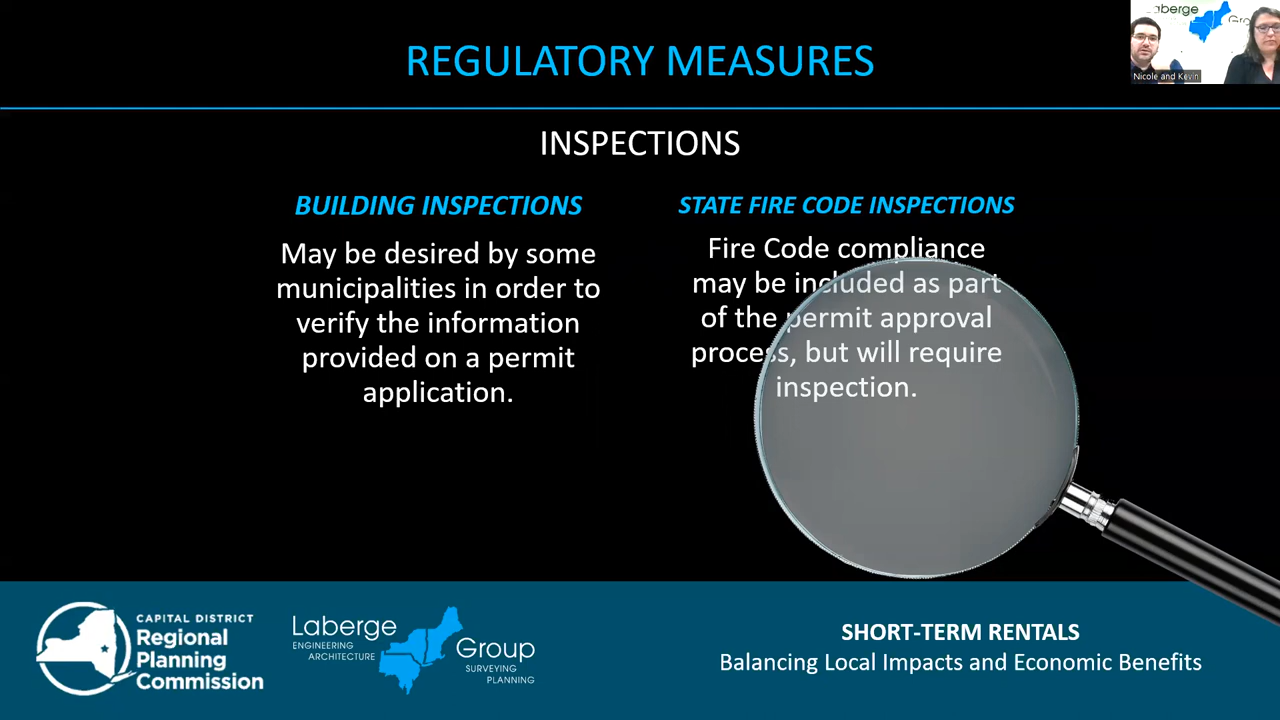 REGULATORY MEASURES
INSPECTIONS
BUILDING INSPECTIONS
May be desired by some
municipalities in order to
verify the information
provided on a permit
application.
STATE FIRE CODE INSPECTIONS
Fire Code compliance
may be included as part
of the permit approval
process, but will require
inspection.
Nicole and Kevin
CAPITAL DISTRICT
Regional
Planning
Commission
Laberge
ENGINEERING
ARCHITECTURE
Group
SURVEYING
PLANNING
SHORT-TERM RENTALS
Balancing Local Impacts and Economic Benefits